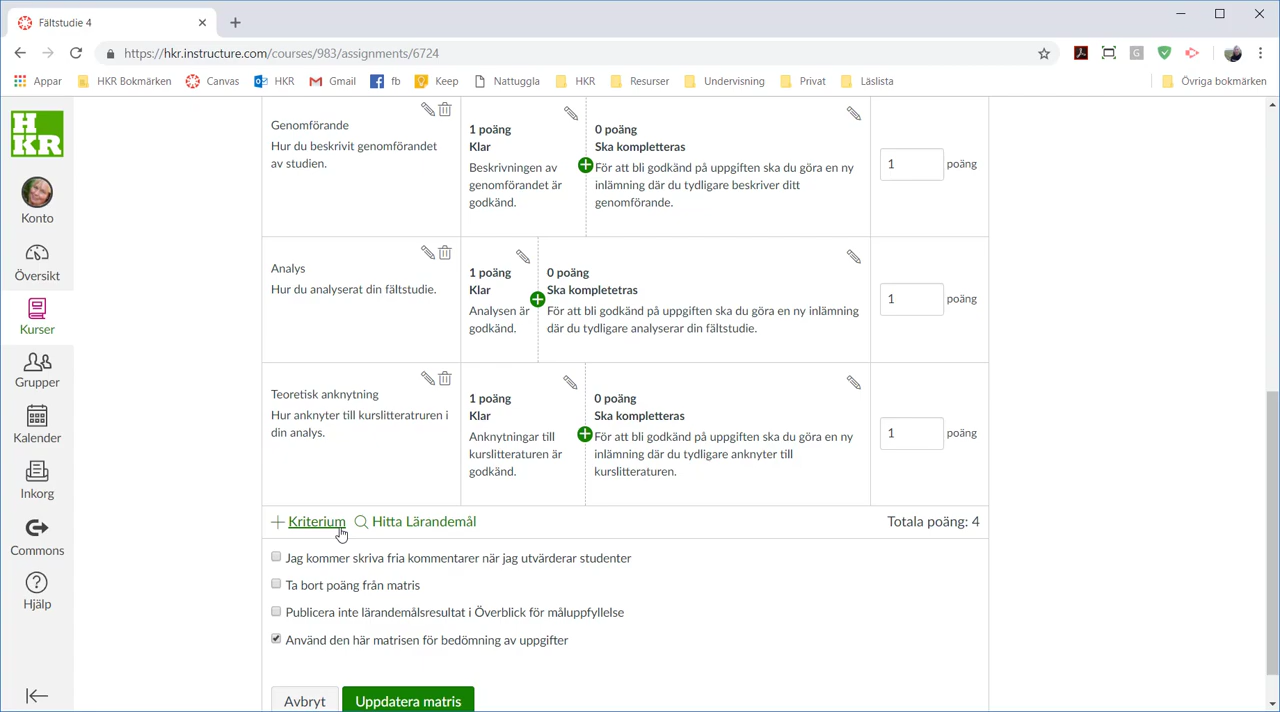 Fältstudie 4
https://hkr.instructure.com/courses/983/assignments/6724
Appar HKR Bokmärken Canvas HKR Gmail fb Keep Nattuggla HKR Resurser Undervisning Privat Läslista Övriga bokmärken
HKR
Konto
Översikt
Kurser
Grupper
Kalender
Inkorg
Commons
Hjälp
Genomförande
Hur du beskrivit genomförandet
av studien.
1 poäng
Klar
Beskrivningen av
genomförandet är
godkänd.
0 poäng
Ska kompletteras
För att bli godkänd på uppgiften ska du göra en ny
inlämning där du tydligare beskriver ditt
genomförande.
1 poäng
Analys
Hur du analyserat din fältstudie.
1 poäng
Klar
Analysen är
godkänd.
0 poäng
Ska kompletetras
För att bli godkänd på uppgiften ska du göra en ny inlämning
där du tydligare analyserar din fältstudie.
1 poäng
Teoretisk anknytning
Hur anknyter till kurslitteratruren i
din analys.
1 poäng
Klar
Anknytningar till
kurslitteraturen är
godkänd.
0 poäng
Ska kompletteras
För att bli godkänd på uppgiften ska du göra en ny
inlämning där du tydligare anknyter till
kurslitteraturen.
1 poäng
Kriterium Hitta Lärandemål Totala poäng: 4
Jag kommer skriva fria kommentarer när jag utvärderar studenter
Ta bort poäng från matris
Publicera inte lärandemålsresultat i Överblick för måluppfyllelse
Använd den här matrisen för bedömning av uppgifter
Avbryt Uppdatera matris